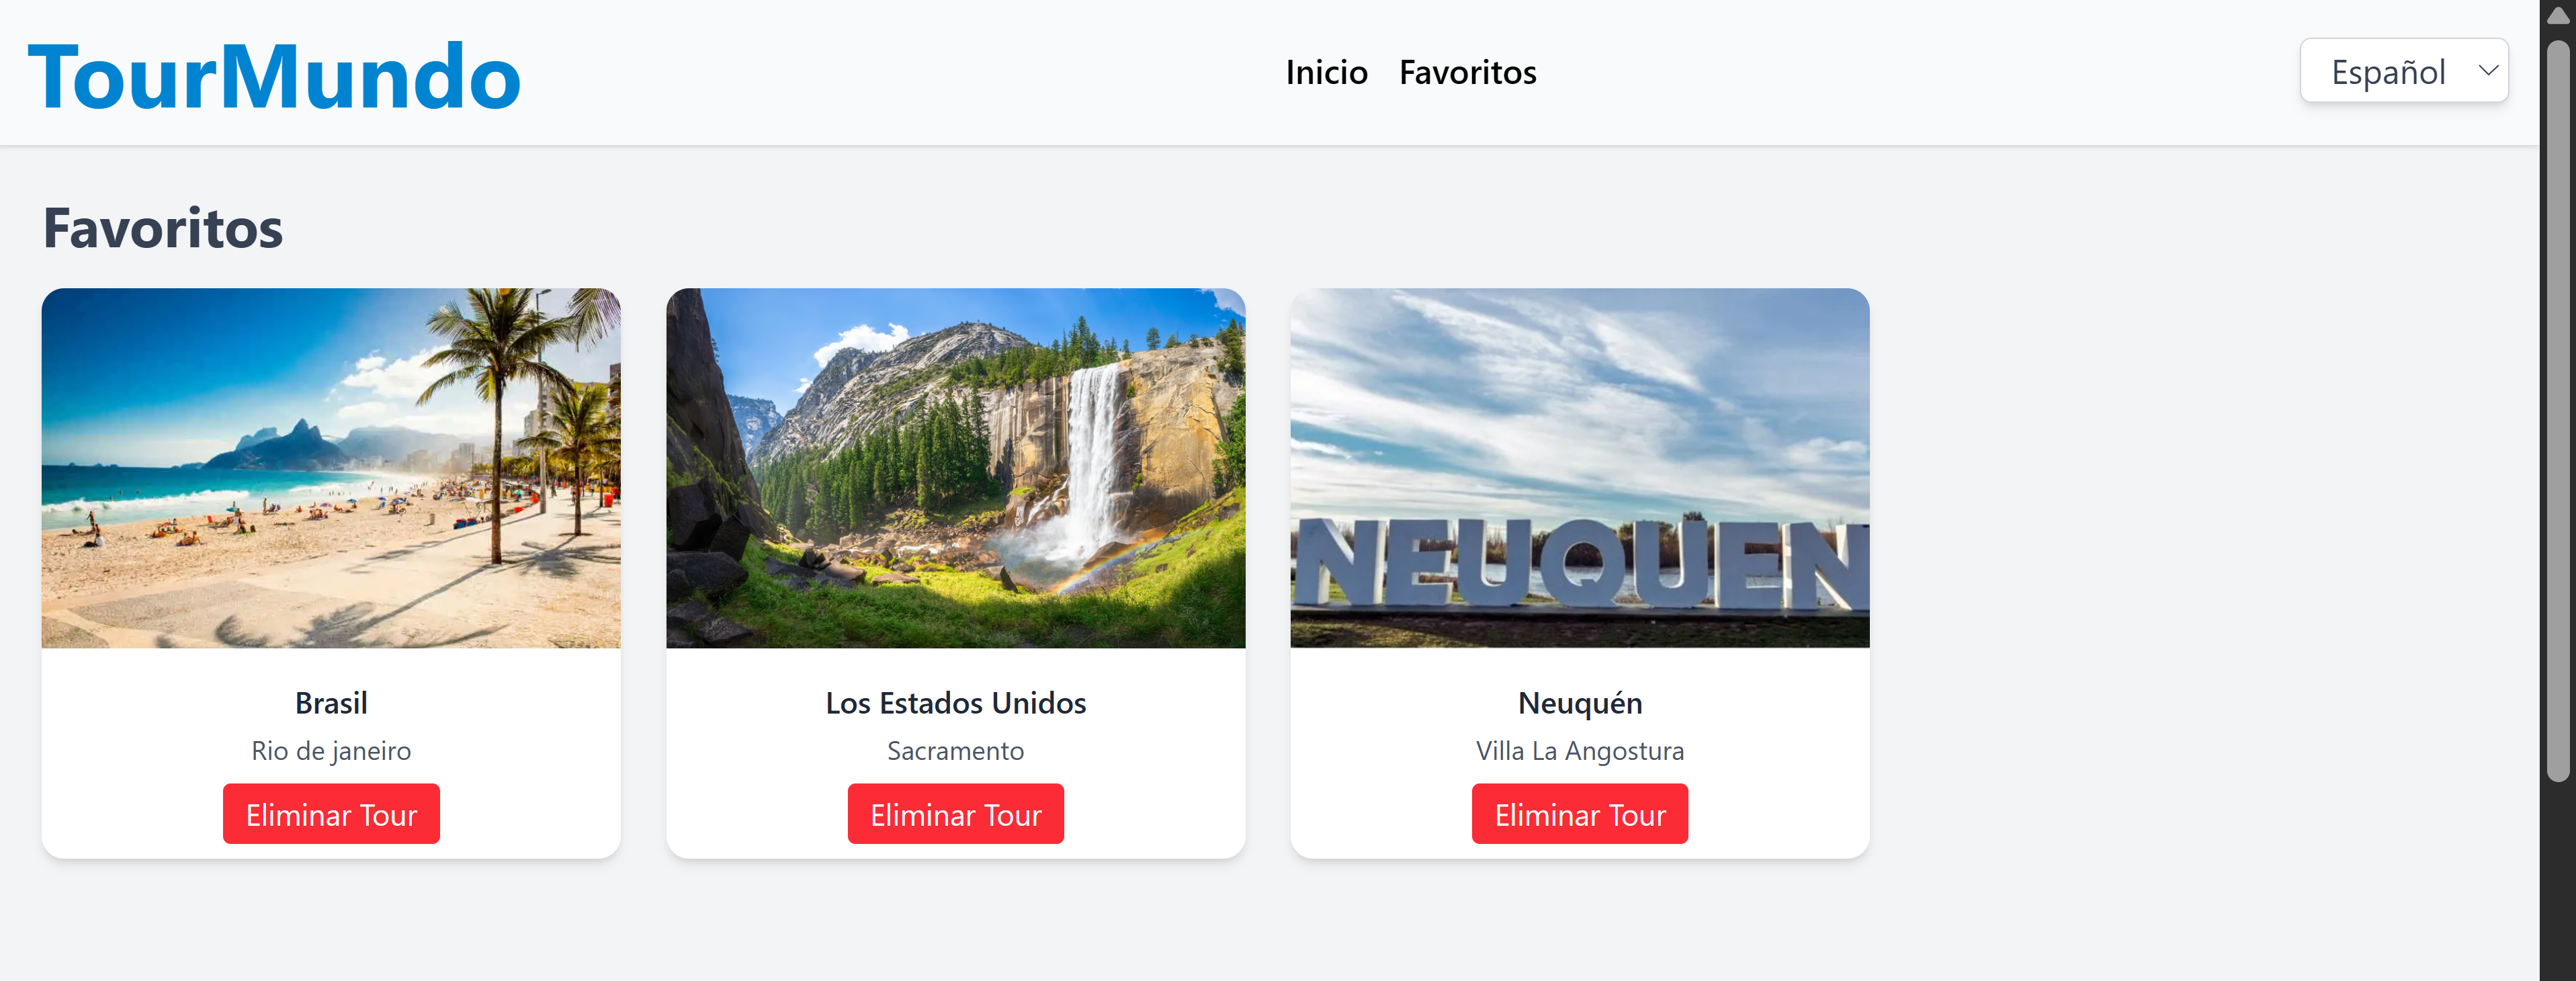 TourMundo
Inicio Favoritos
Español
Favoritos
NEUQUEN
Brasil
Rio de janeiro
Eliminar Tour
Los Estados Unidos
Sacramento
Eliminar Tour
Neuquén
Villa La Angostura
Eliminar Tour